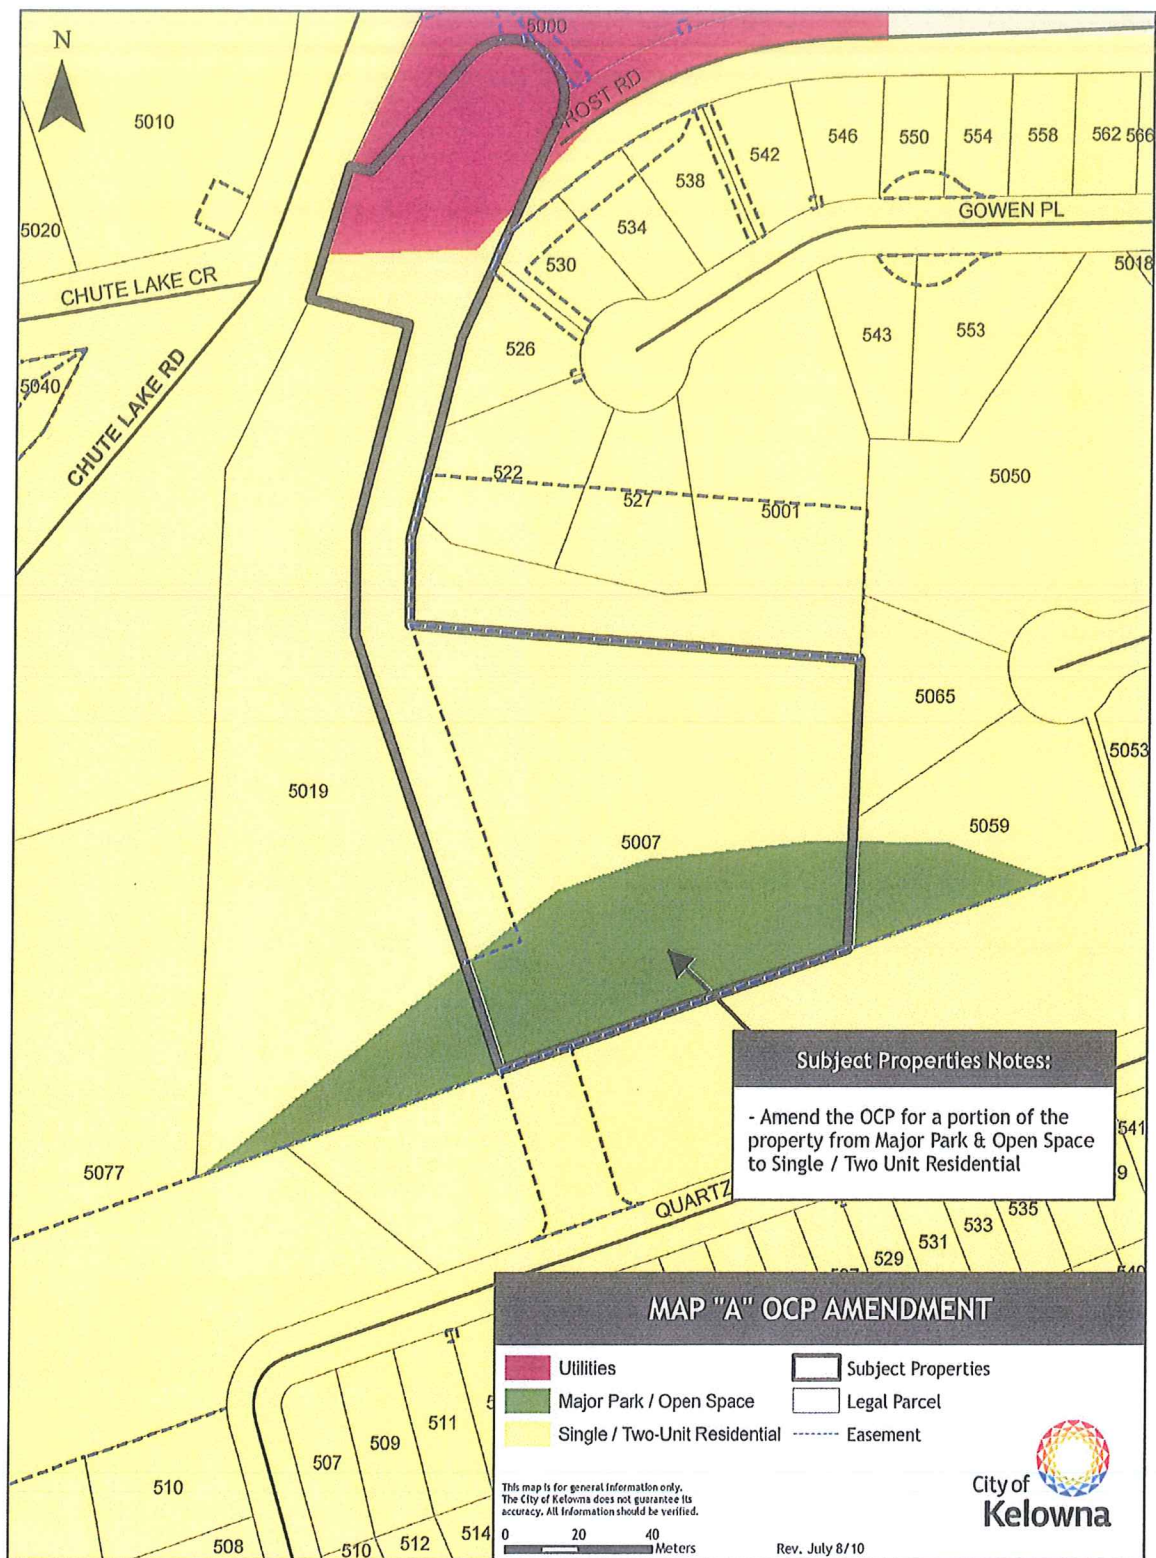 N
5000
FROST RD
5010
542
546
550
554
558
562
566
538
534
530
GOWEN PL
5020
CHUTE LAKE CR
5018
543
553
526
5040
CHUTE LAKE RD
522
527
5001
5050
5065
5053
5019
5007
5059
Subject Properties Notes:
- Amend the OCP for a portion of the
property from Major Park & Open Space
to Single / Two Unit Residential
541
9
5077
QUARTZ
535
533
531
529
540
MAP "A" OCP AMENDMENT
Utilities
Subject Properties
Major Park / Open Space
Legal Parcel
Single / Two-Unit Residential
Easement
511
509
507
510
508
510
512
514
This map is for general information only.
The City of Kelowna does not guarantee its
accuracy. All information should be verified.
0 20 40
Meters
Rev. July 8/10
City of
Kelowna